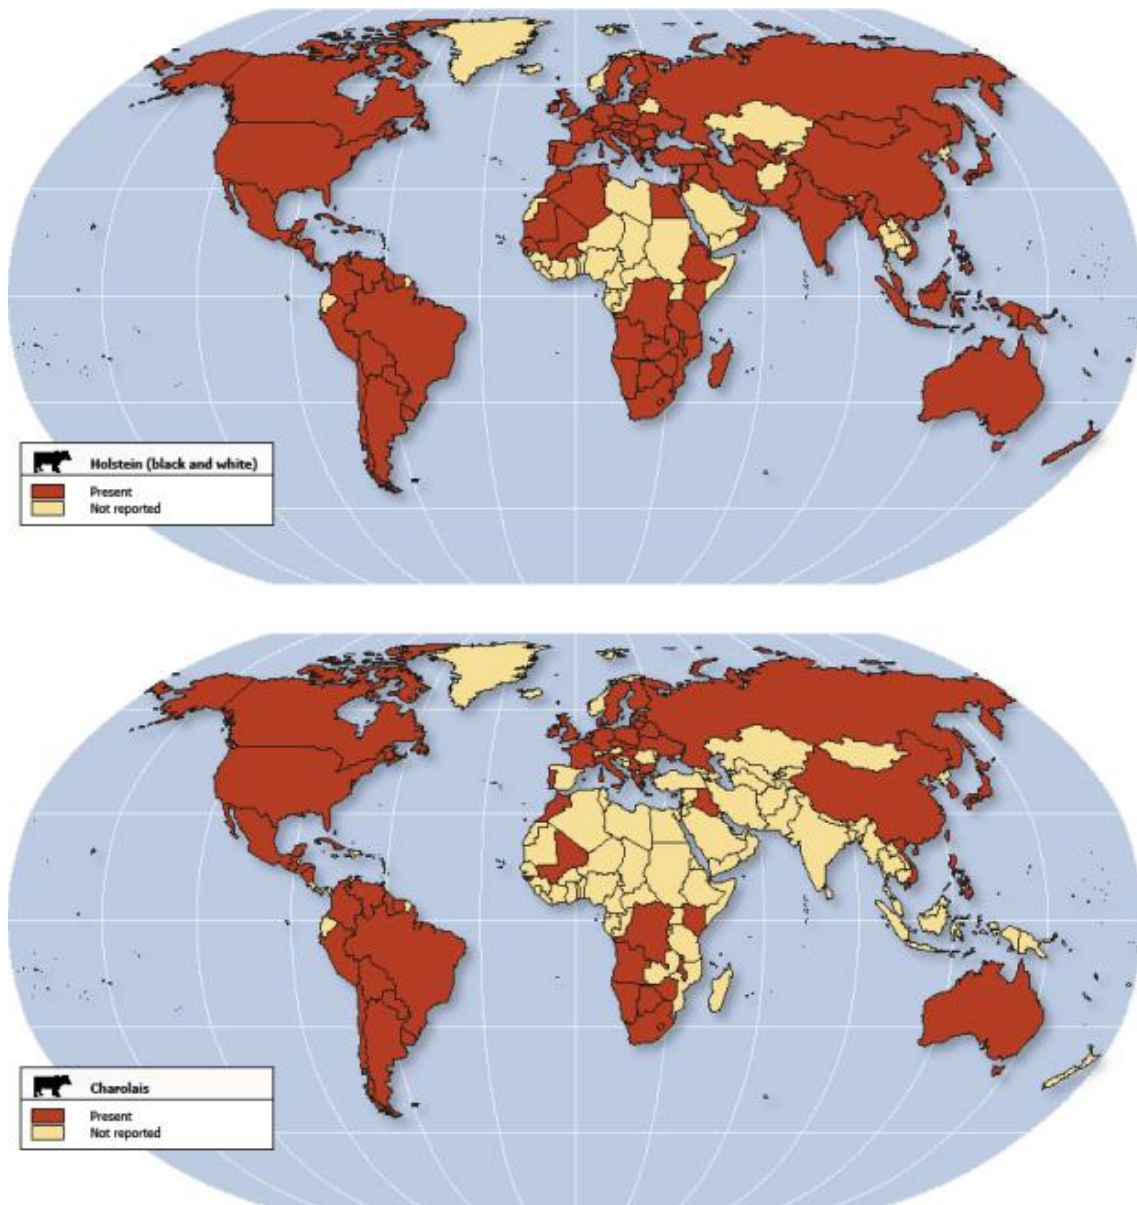 Holstein (black and white)
Present
Not reported
Charolais
Present
Not reported